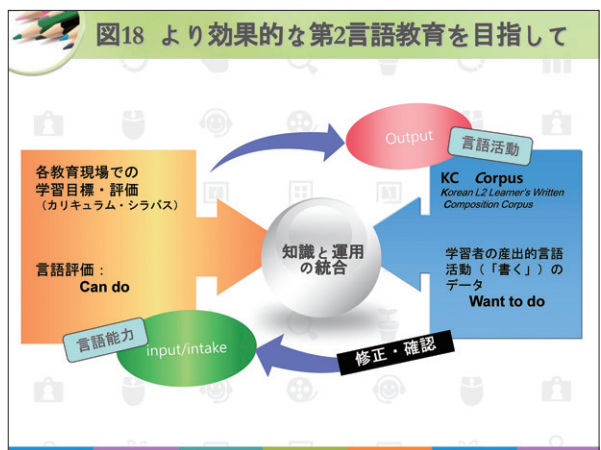 図18 より効果的な第2言語教育を目指して
Output
言語活動
各教育現場での
学習目標・評価
（カリキュラム・シラバス）
言語評価：
Can do
知識と運用
の統合
KC Corpus
Korean L2 Learner's Written
Composition Corpus
学習者の産出的言語
活動（「書く」）の
データ
Want to do
言語能力
input/intake
修正・確認